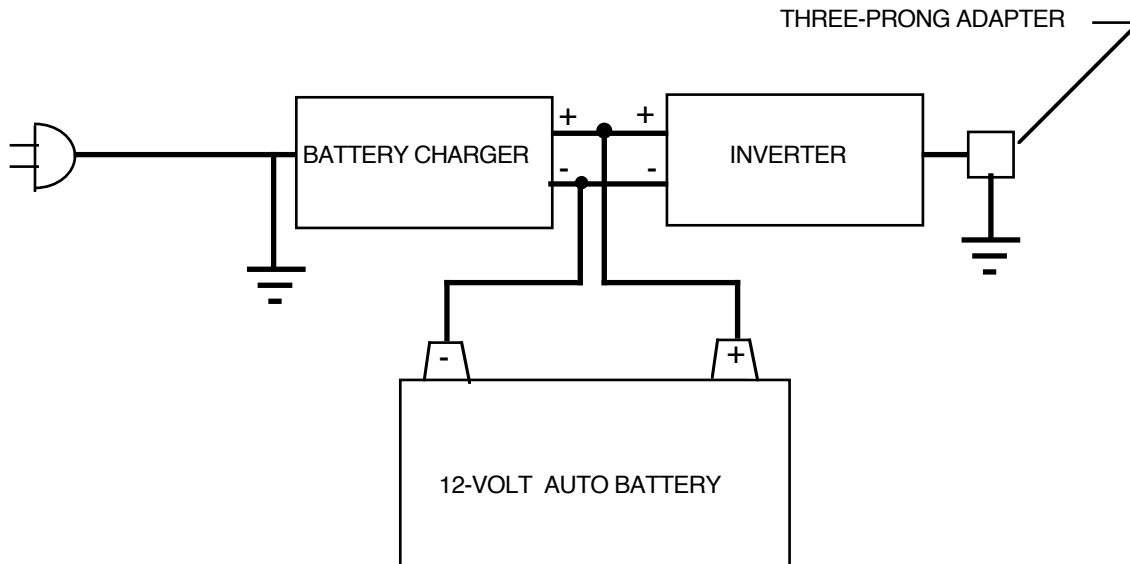 THREE-PRONG ADAPTER
+ +
BATTERY CHARGER INVERTER
- -
- +
12-VOLT AUTO BATTERY